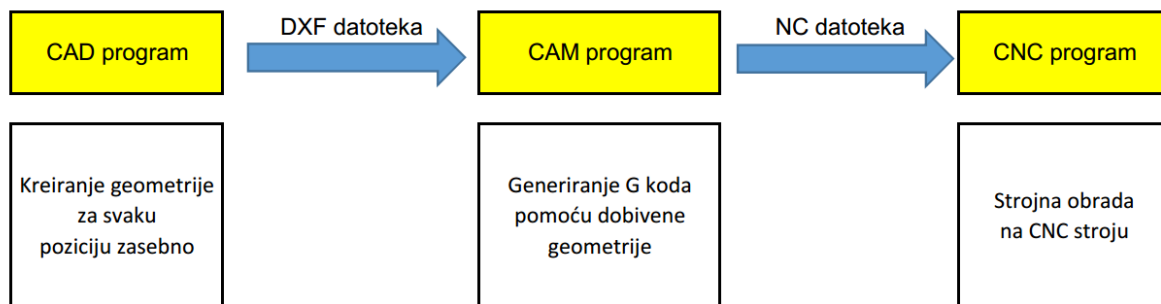 CAD program
DXF datoteka
CAM program
NC datoteka
CNC program
Kreiranje geometrije
za svaku
poziciju zasebno
Generiranje G koda
pomoću dobivene
geometrije
Strojna obrada
na CNC stroju